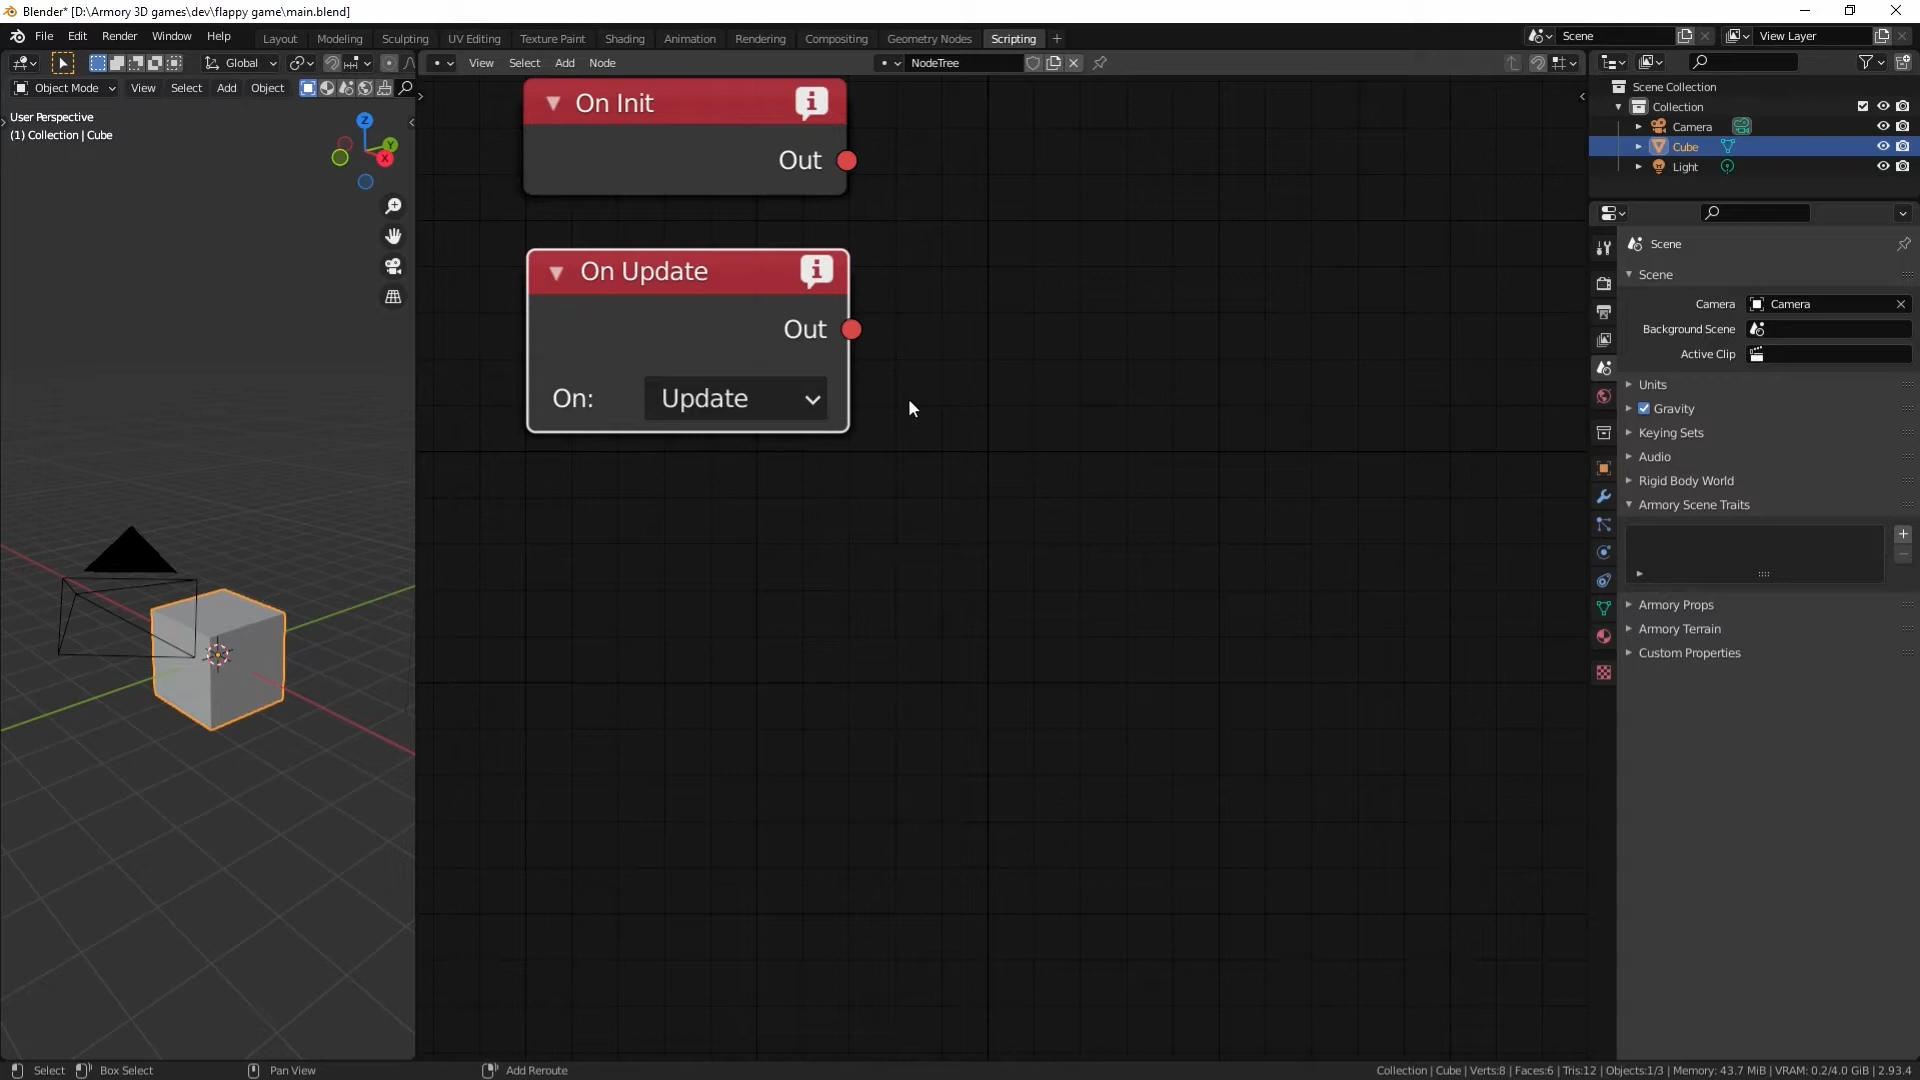 Blender* [D:\Armory 3D games\dev\flappy game\main.blend]
File Edit Render Window Help
Layout Modeling Sculpting UV Editing Texture Paint Shading Animation Rendering Compositing Geometry Nodes Scripting +
Scene
View Layer
Global
View Select Add Node
NodeTree
Object Mode View Select Add Object
User Perspective
(1) Collection | Cube
Z
Y
X
On Init
Out
On Update
Out
On: Update
Scene Collection
Collection
Camera
Cube
Light
Scene
Scene
Camera Camera
Background Scene
Active Clip
Units
Gravity
Keying Sets
Audio
Rigid Body World
Armory Scene Traits
Armory Props
Armory Terrain
Custom Properties
Select Box Select Pan View Add Reroute
Collection | Cube | Verts:8 | Faces:6 | Tris:12 | Objects:1/3 | Memory: 43.7 MiB | VRAM: 0.2/4.0 GiB | 2.93.4